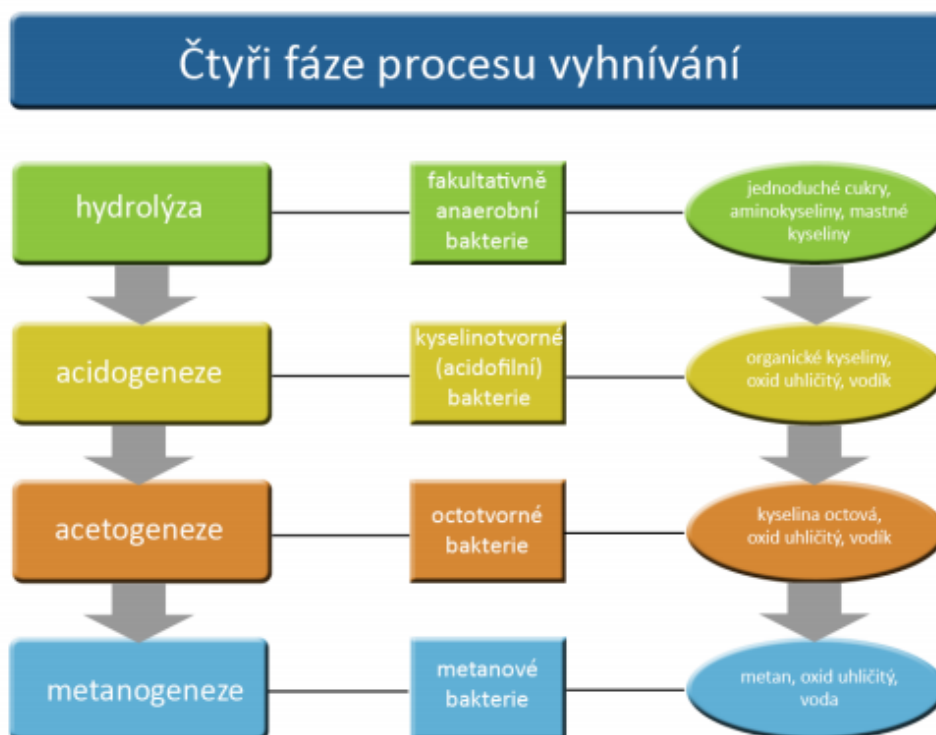 Čtyři fáze procesu vyhnívání
hydrolýza
fakultativně
anaerobní
bakterie
jednoduché cukry,
aminokyseliny, mastné
kyseliny
acidogeneze
kyselinotvorné
(acidofilní)
bakterie
organické kyseliny,
oxid uhličitý, vodík
acetogeneze
octotvorné
bakterie
kyselina octová,
oxid uhličitý, vodík
metanogeneze
metanové
bakterie
metan, oxid uhličitý,
voda